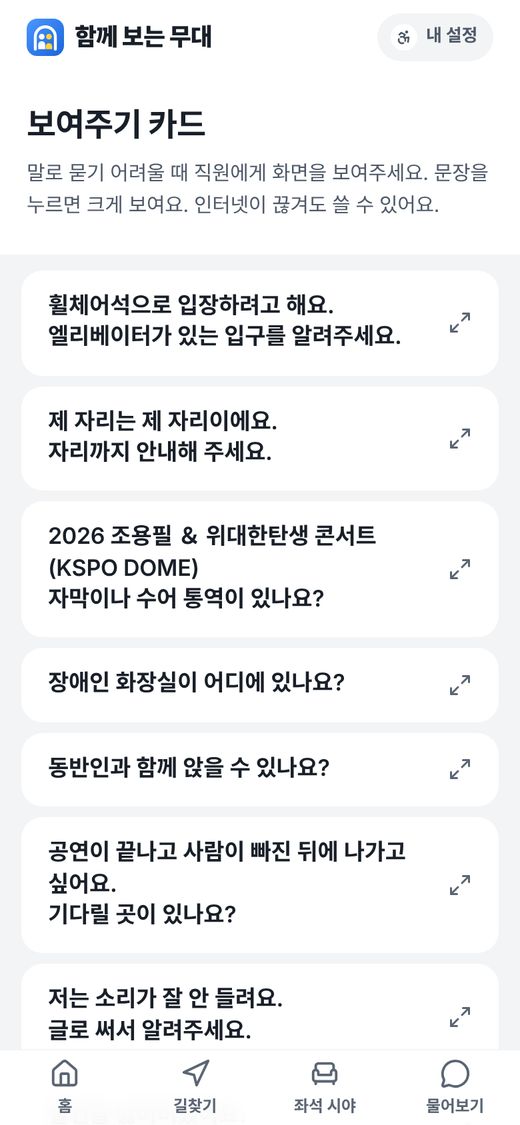 함께 보는 무대
내 설정
보여주기 카드
말로 묻기 어려울 때 직원에게 화면을 보여주세요. 문장을
누르면 크게 보여요. 인터넷이 끊겨도 쓸 수 있어요.
휠체어석으로 입장하려고 해요.
엘리베이터가 있는 입구를 알려주세요.
제 자리는 제 자리이에요.
자리까지 안내해 주세요.
2026 조용필 ＆ 위대한탄생 콘서트
(KSPO DOME)
자막이나 수어 통역이 있나요?
장애인 화장실이 어디에 있나요?
동반인과 함께 앉을 수 있나요?
공연이 끝나고 사람이 빠진 뒤에 나가고
싶어요.
기다릴 곳이 있나요?
저는 소리가 잘 안 들려요.
글로 써서 알려주세요.
홈
길찾기
좌석 시야
물어보기